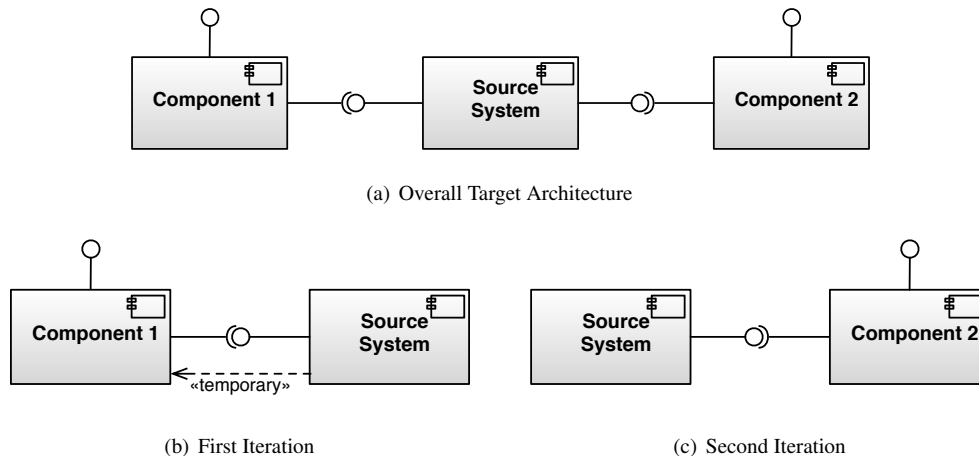 Component 1
Source
System
Component 2
(a) Overall Target Architecture
Component 1
Source
System
«temporary»
Source
System
Component 2
(b) First Iteration
(c) Second Iteration